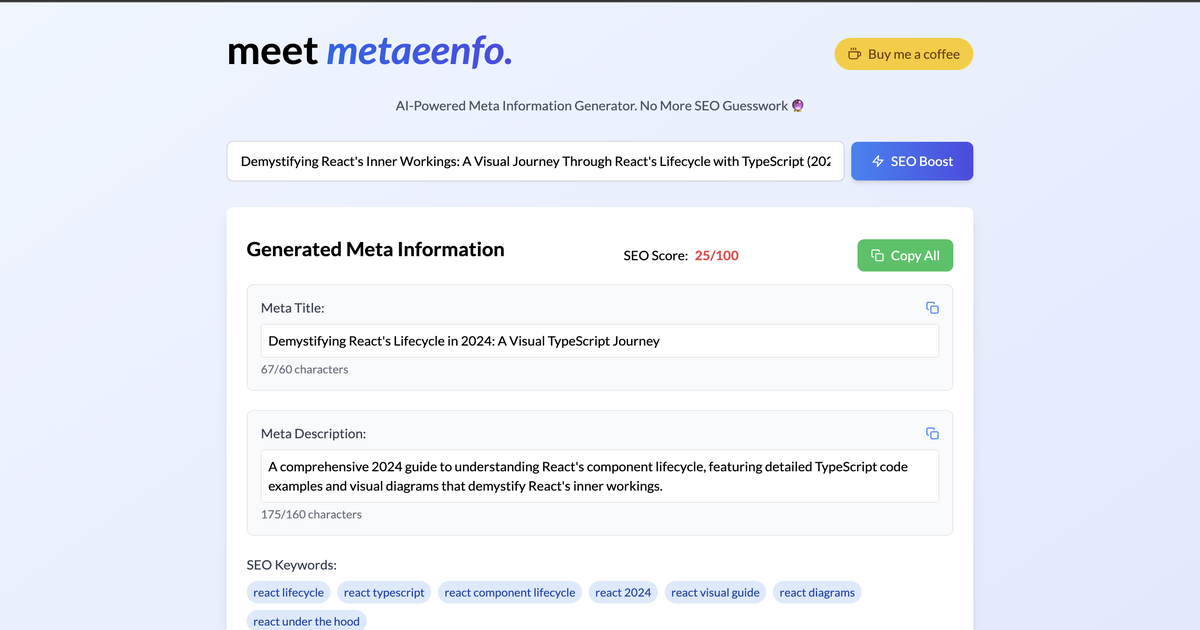 meet metaeenfo.
Buy me a coffee
AI-Powered Meta Information Generator. No More SEO Guesswork 🔮
Demystifying React's Inner Workings: A Visual Journey Through React's Lifecycle with TypeScript (202
SEO Boost
Generated Meta Information
SEO Score: 25/100
Copy All
Meta Title:
Demystifying React's Lifecycle in 2024: A Visual TypeScript Journey
67/60 characters
Meta Description:
A comprehensive 2024 guide to understanding React's component lifecycle, featuring detailed TypeScript code
examples and visual diagrams that demystify React's inner workings.
175/160 characters
SEO Keywords:
react lifecycle react typescript react component lifecycle react 2024 react visual guide react diagrams
react under the hood